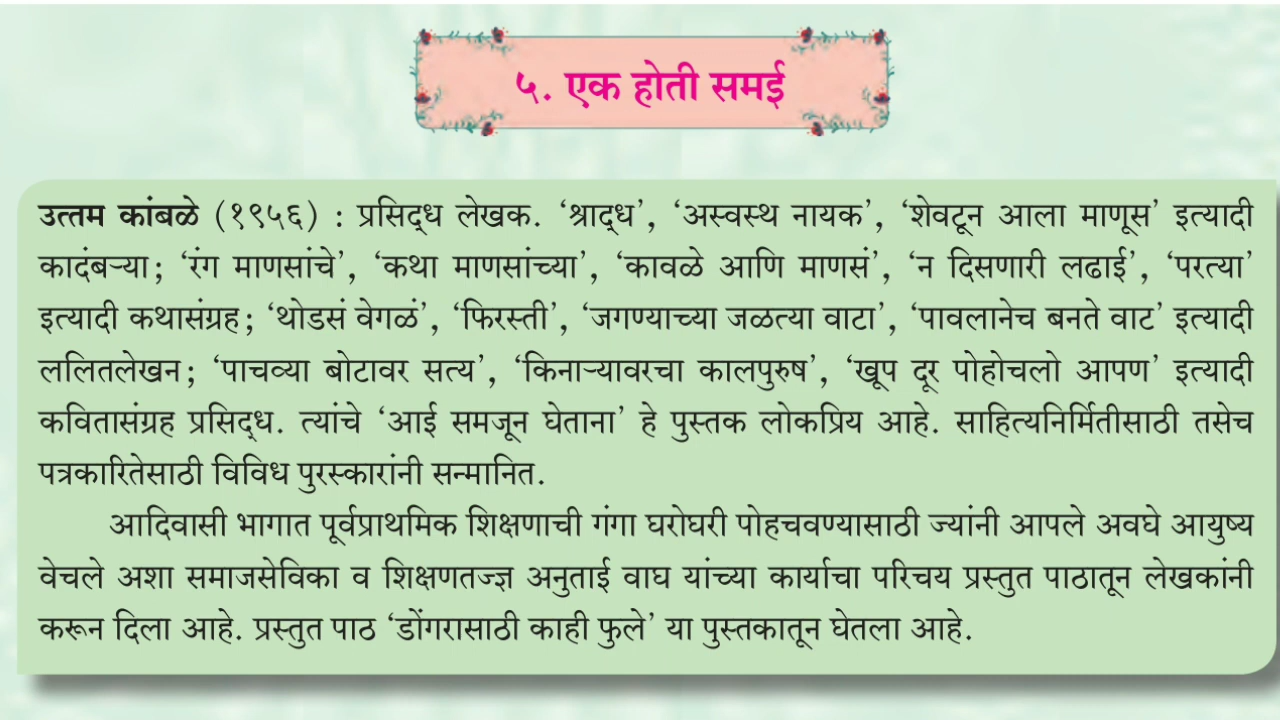 ५. एक होती समई
उत्तम कांबळे (१९५६) : प्रसिद्ध लेखक. ‘श्राद्ध’, ‘अस्वस्थ नायक’, ‘शेवटून आला माणूस’ इत्यादी
कादंबऱ्या; ‘रंग माणसांचे’, ‘कथा माणसांच्या’, ‘कावळे आणि माणसं’, ‘न दिसणारी लढाई’, ‘परत्या’
इत्यादी कथासंग्रह; ‘थोडसं वेगळं’, ‘फिरस्ती’, ‘जगण्याच्या जळत्या वाटा’, ‘पावलानेच बनते वाट’ इत्यादी
ललितलेखन; ‘पाचव्या बोटावर सत्य’, ‘किनाऱ्यावरचा कालपुरुष’, ‘खूप दूर पोहोचलो आपण’ इत्यादी
कवितासंग्रह प्रसिद्ध. त्यांचे ‘आई समजून घेताना’ हे पुस्तक लोकप्रिय आहे. साहित्यनिर्मितीसाठी तसेच
पत्रकारितेसाठी विविध पुरस्कारांनी सन्मानित.
आदिवासी भागात पूर्वप्राथमिक शिक्षणाची गंगा घरोघरी पोहचवण्यासाठी ज्यांनी आपले अवघे आयुष्य
वेचले अशा समाजसेविका व शिक्षणतज्ज्ञ अनुताई वाघ यांच्या कार्याचा परिचय प्रस्तुत पाठातून लेखकांनी
करून दिला आहे. प्रस्तुत पाठ ‘डोंगरासाठी काही फुले’ या पुस्तकातून घेतला आहे.